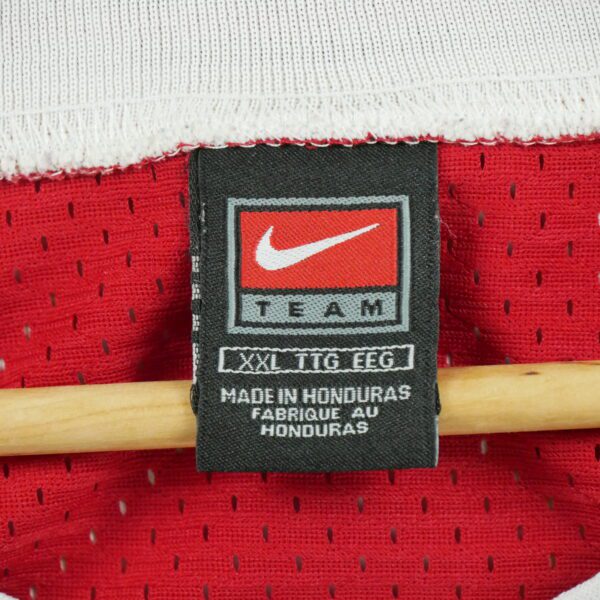 TEAM
XXL TTG EEG
MADE IN HONDURAS
FABRIQUE AU
HONDURAS